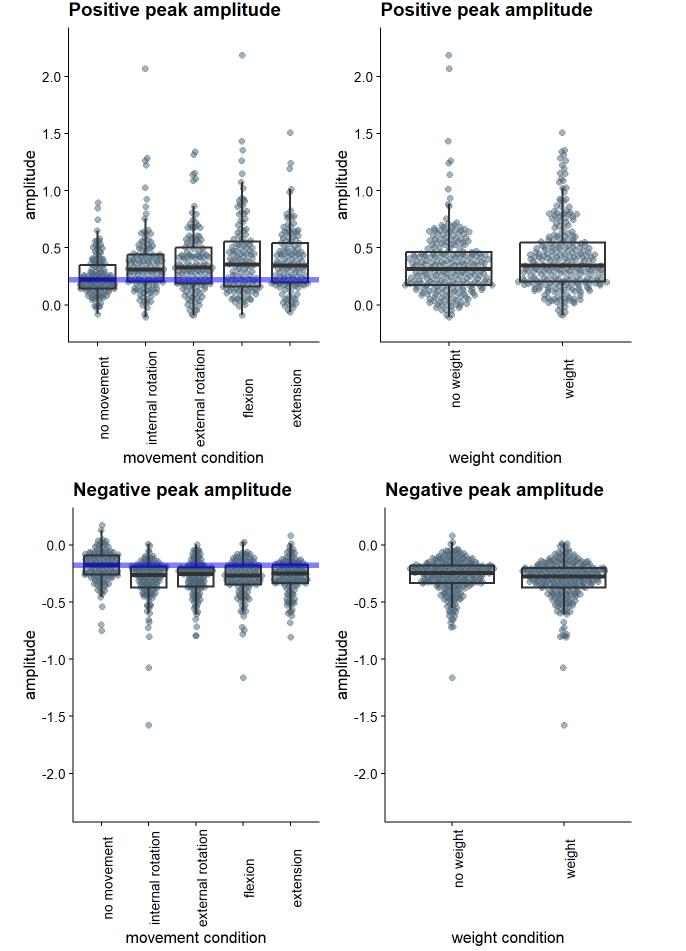 Positive peak amplitude
amplitude
2.0
1.5
1.0
0.5
0.0
no movement
internal rotation
external rotation
flexion
extension
movement condition
Positive peak amplitude
amplitude
2.0
1.5
1.0
0.5
0.0
no weight
weight
weight condition
Negative peak amplitude
amplitude
0.0
-0.5
-1.0
-1.5
-2.0
no movement
internal rotation
external rotation
flexion
extension
movement condition
Negative peak amplitude
amplitude
0.0
-0.5
-1.0
-1.5
-2.0
no weight
weight
weight condition